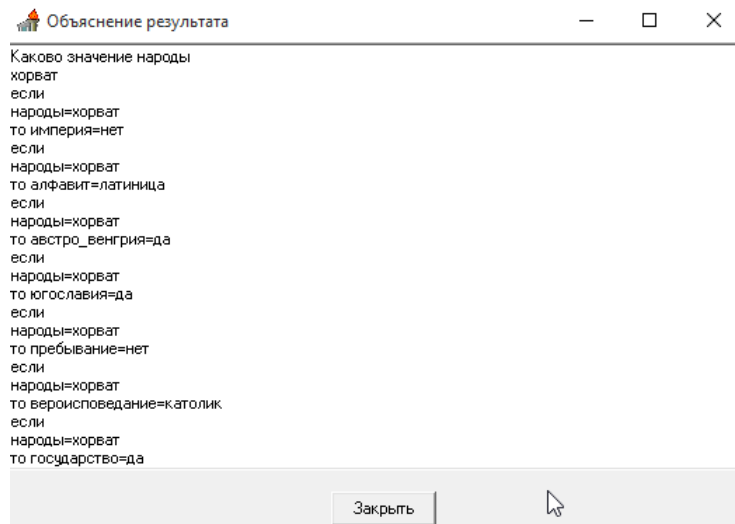 Объяснение результата
Каково значение народы
хорват
если
народы=хорват
то империя=нет
если
народы=хорват
то алфавит=латиница
если
народы=хорват
то австро_венгрия=да
если
народы=хорват
то югославия=да
если
народы=хорват
то пребывание=нет
если
народы=хорват
то вероисповедание=католик
если
народы=хорват
то государство=да
Закрыть